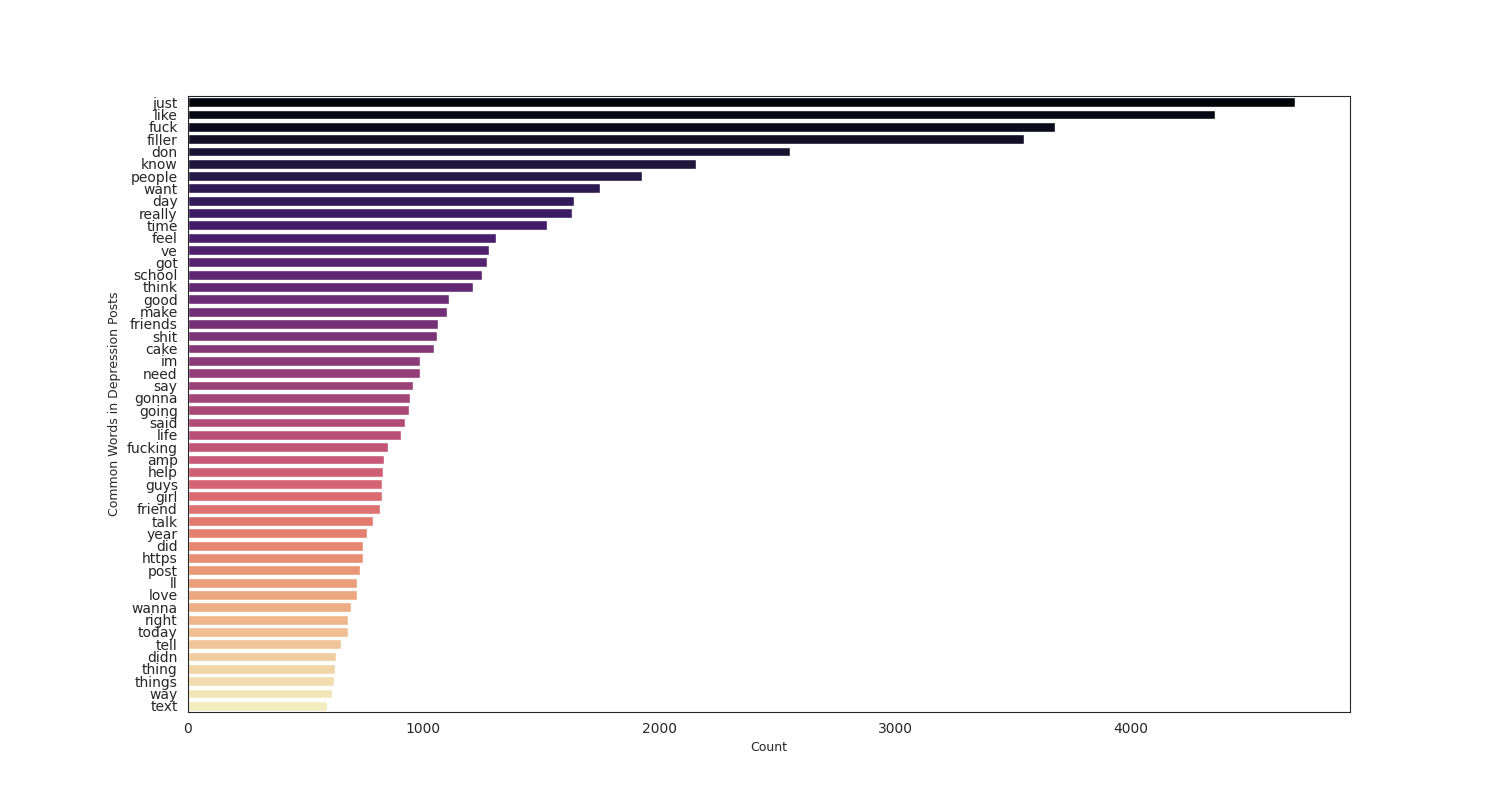 just
like
fuck
filler
don
know
people
want
day
really
time
feel
ve
got
school
think
good
make
friends
shit
cake
im
need
say
gonna
going
said
life
fucking
amp
help
guys
girl
friend
talk
year
did
https
post
ll
love
wanna
right
today
tell
didn
thing
things
way
text
Common Words in Depression Posts
0 1000 2000 3000 4000
Count